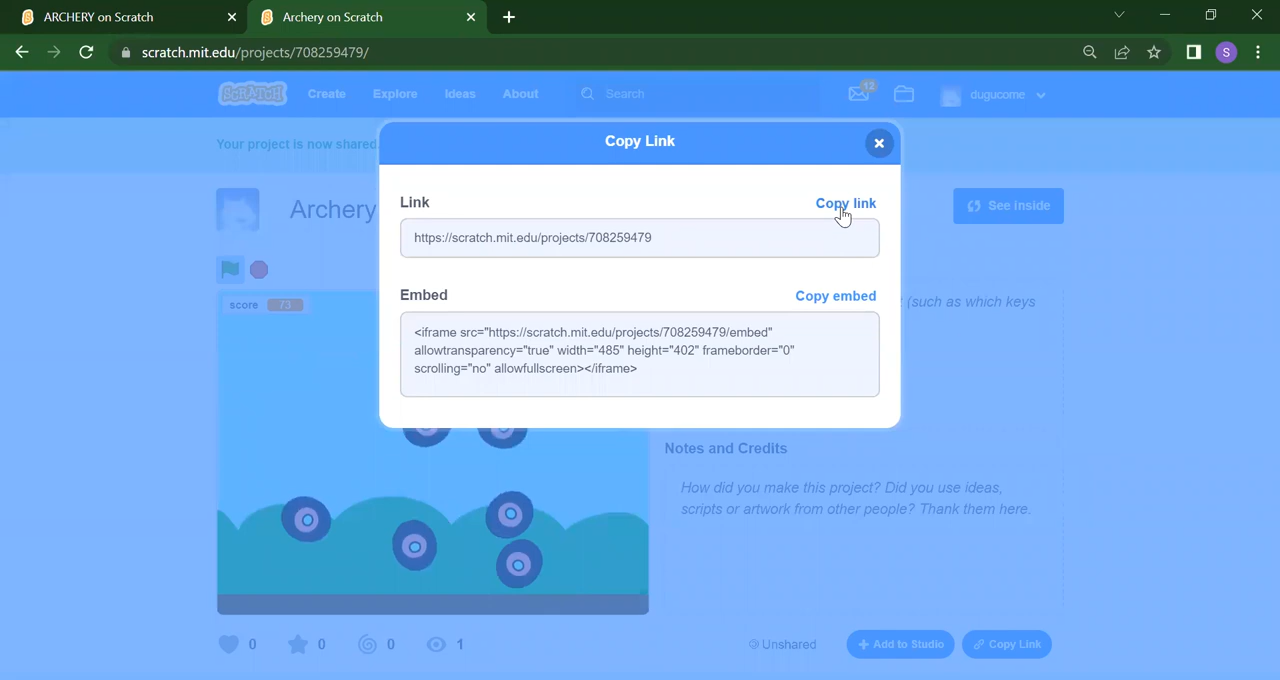 ARCHERY on Scratch
Archery on Scratch
scratch.mit.edu/projects/708259479/
S
SCRATCH Create Explore Ideas About Search 12 dugucome
Your project is now shared
Copy Link
Archery
See inside
Link Copy link
https://scratch.mit.edu/projects/708259479
Embed Copy embed
<iframe src="https://scratch.mit.edu/projects/708259479/embed"
allowtransparency="true" width="485" height="402" frameborder="0"
scrolling="no" allowfullscreen></iframe>
score 73
(such as which keys
Notes and Credits
How did you make this project? Did you use ideas,
scripts or artwork from other people? Thank them here.
0 0 0 1 Unshared Add to Studio Copy Link